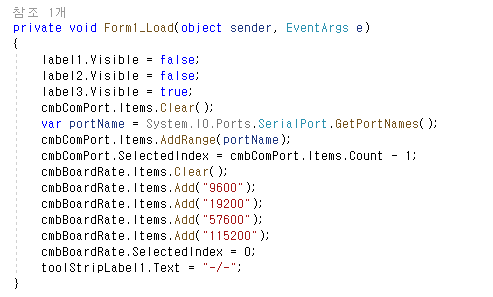 참조 1개
private void Form1_Load(object sender, EventArgs e)
{
label1.Visible = false;
label2.Visible = false;
label3.Visible = true;
cmbComPort.Items.Clear();
var portName = System.IO.Ports.SerialPort.GetPortNames();
cmbComPort.Items.AddRange(portName);
cmbComPort.SelectedIndex = cmbComPort.Items.Count - 1;
cmbBoardRate.Items.Clear();
cmbBoardRate.Items.Add("9600");
cmbBoardRate.Items.Add("19200");
cmbBoardRate.Items.Add("57600");
cmbBoardRate.Items.Add("115200");
cmbBoardRate.SelectedIndex = 0;
toolStripLabel1.Text = "-/-";
}